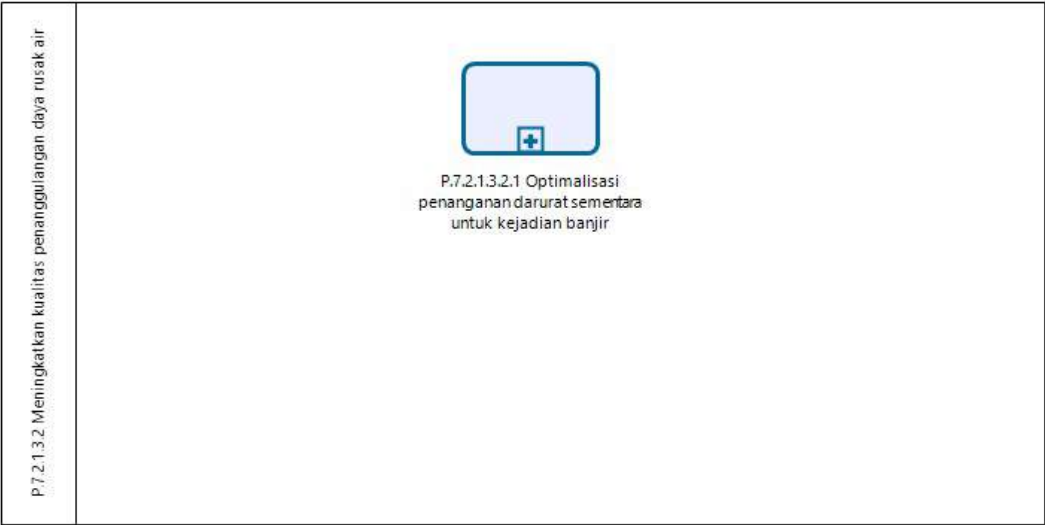 P.7.2.1.3.2 Meningkatkan kualitas penanggulangan daya rusak air
P.7.2.1.3.2.1 Optimalisasi
penanganan darurat sementara
untuk kejadian banjir